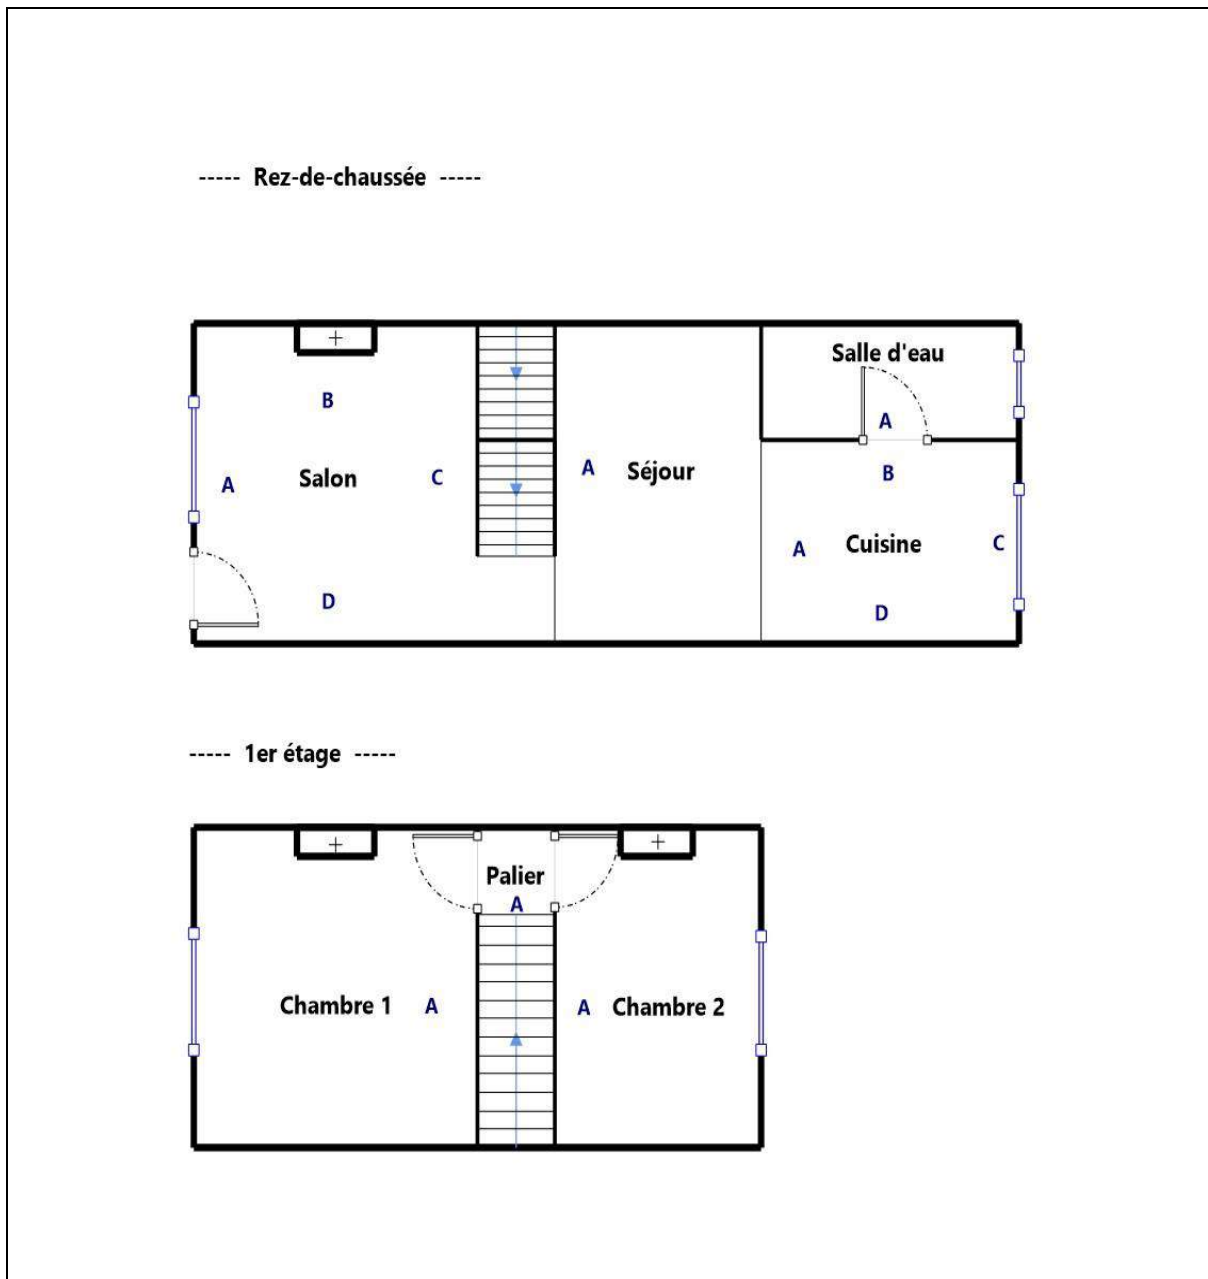 ----- Rez-de-chaussée -----
Salle d'eau
B
A
A
Salon
C
A
Séjour
B
A
Cuisine
C
D
D
----- 1er étage -----
Palier
A
Chambre 1
A
A
Chambre 2